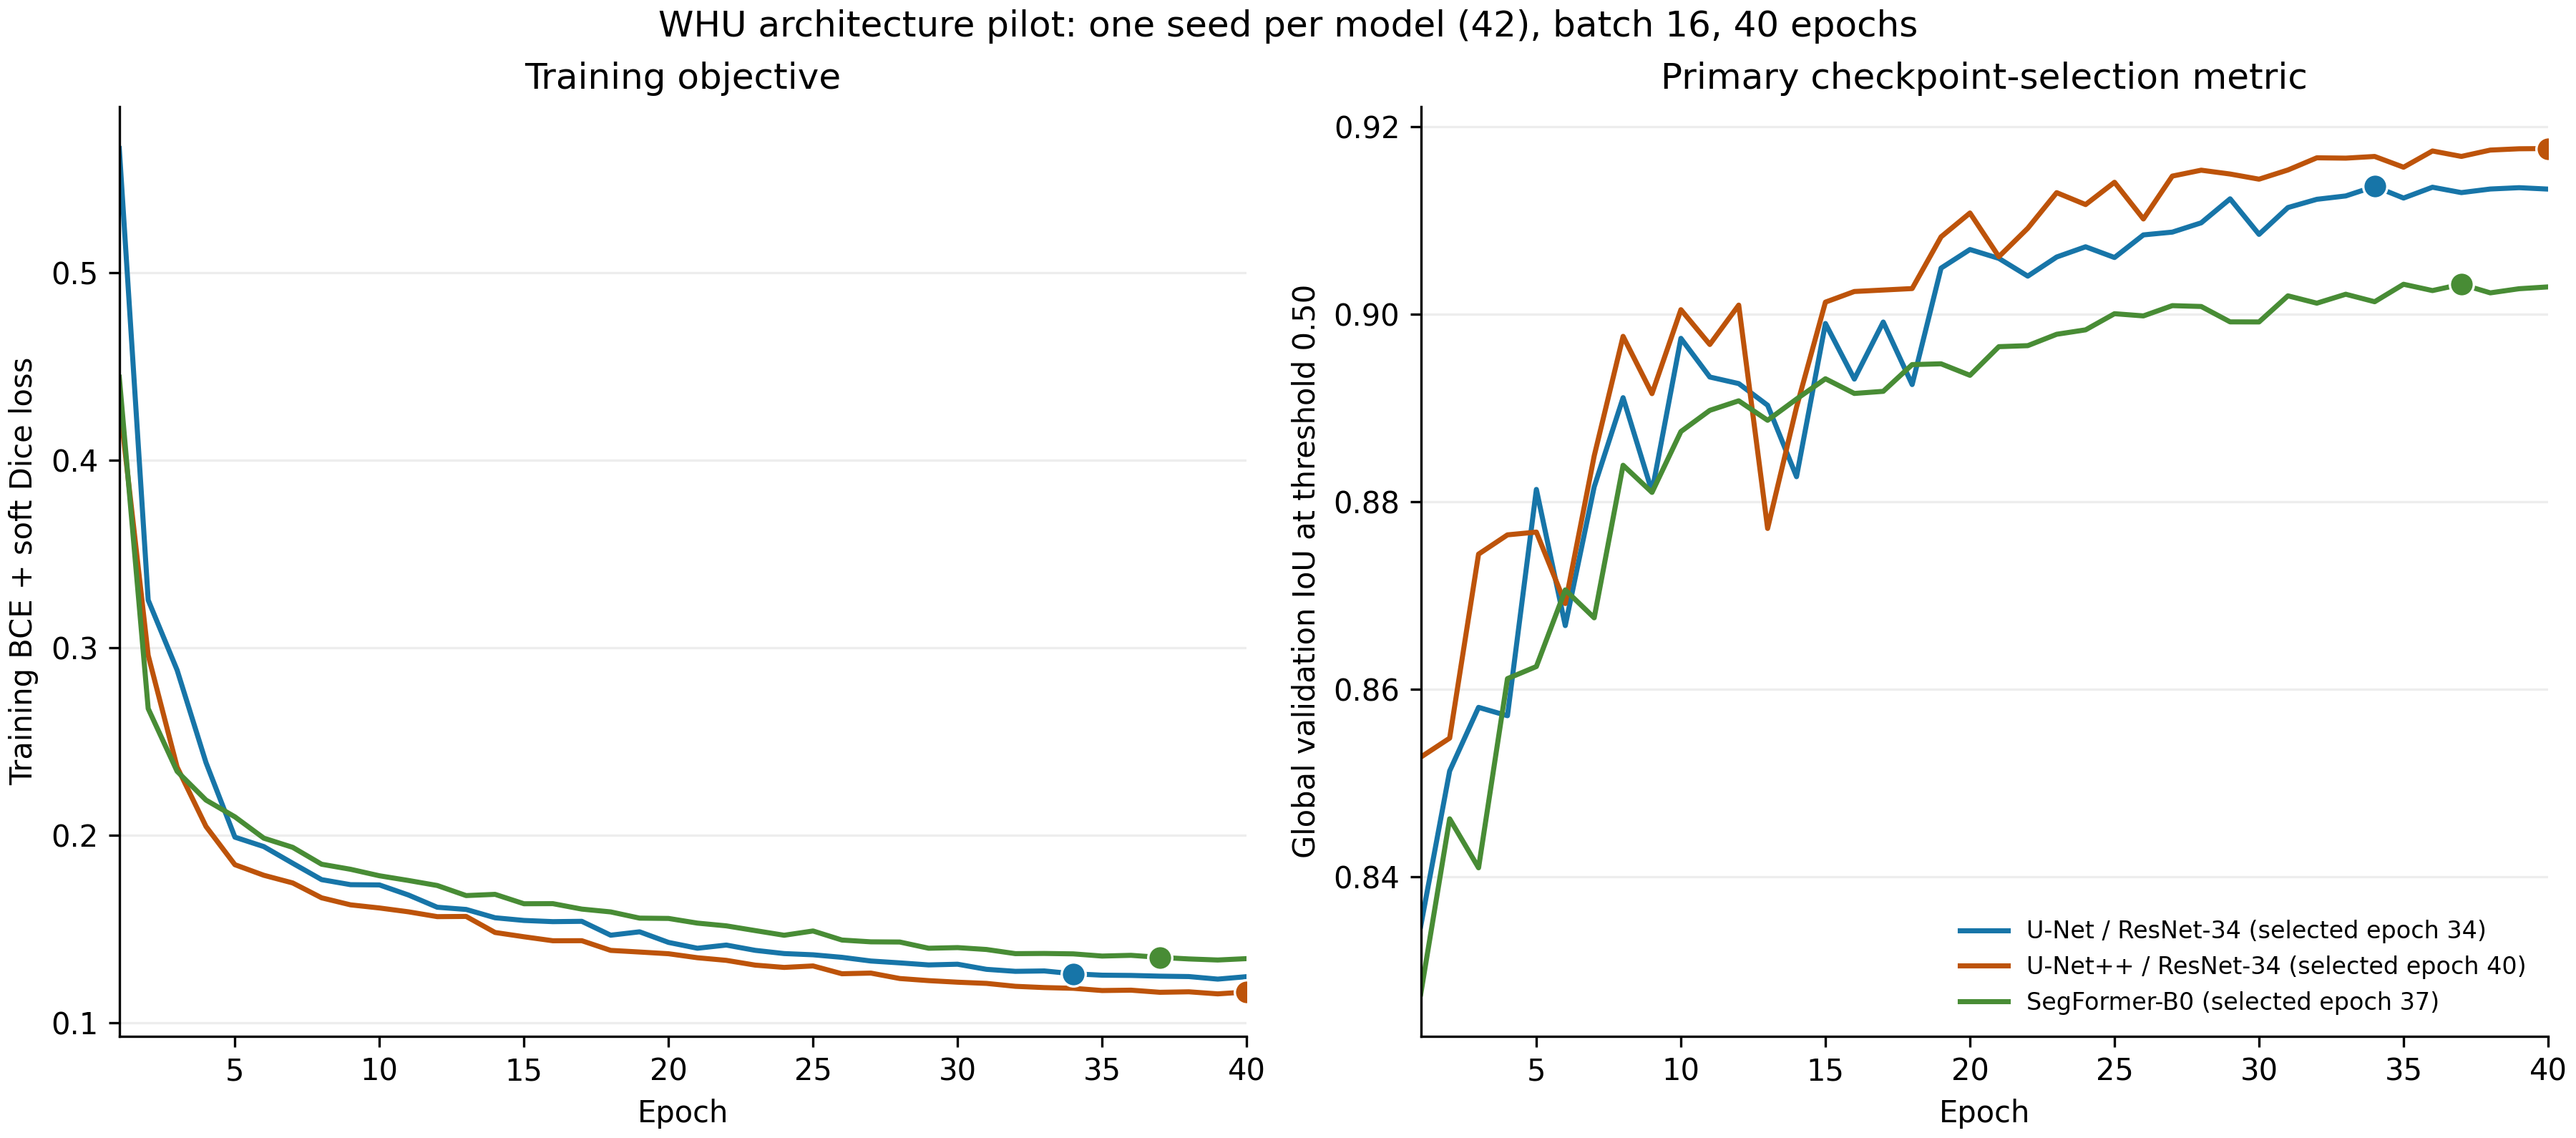 WHU architecture pilot: one seed per model (42), batch 16, 40 epochs
Training objective
Training BCE + soft Dice loss
0.5
0.4
0.3
0.2
0.1
5 10 15 20 25 30 35 40
Epoch
Primary checkpoint-selection metric
Global validation IoU at threshold 0.50
0.92
0.90
0.88
0.86
0.84
U-Net / ResNet-34 (selected epoch 34)
U-Net++ / ResNet-34 (selected epoch 40)
SegFormer-B0 (selected epoch 37)
5 10 15 20 25 30 35 40
Epoch